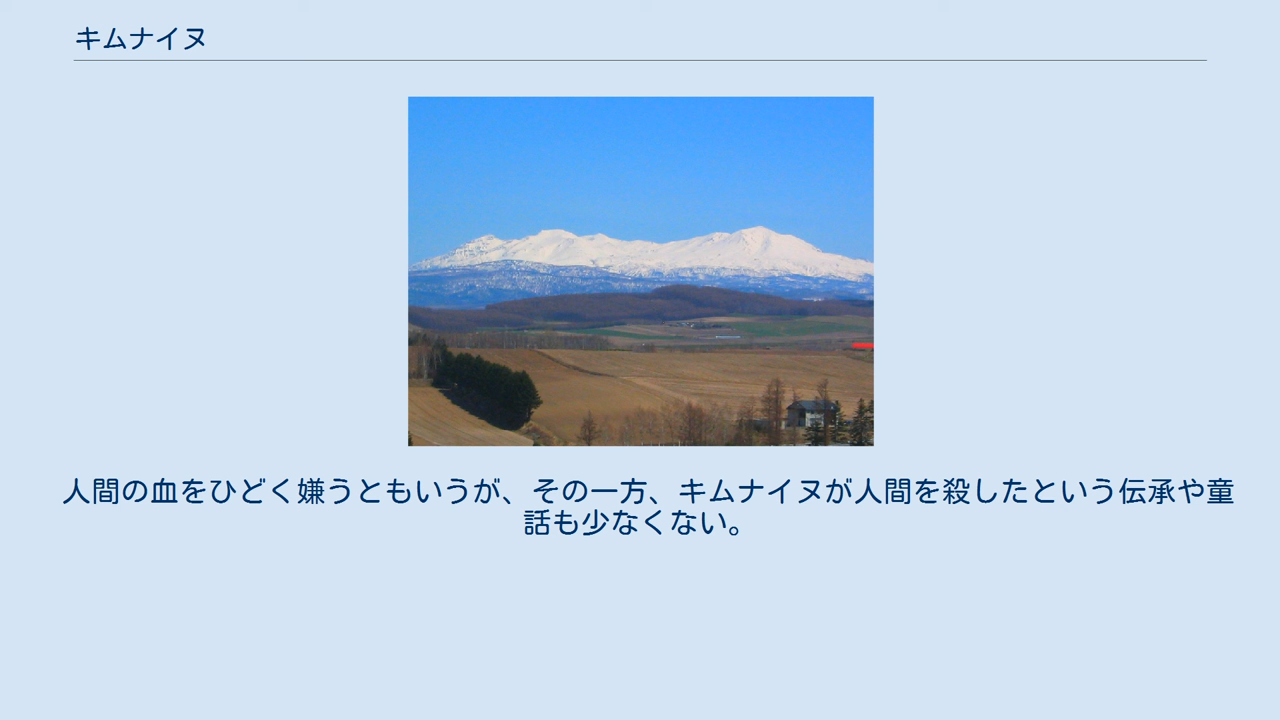 キムナイヌ
人間の血をひどく嫌うともいうが、その一方、キムナイヌが人間を殺したという伝承や童
話も少なくない。